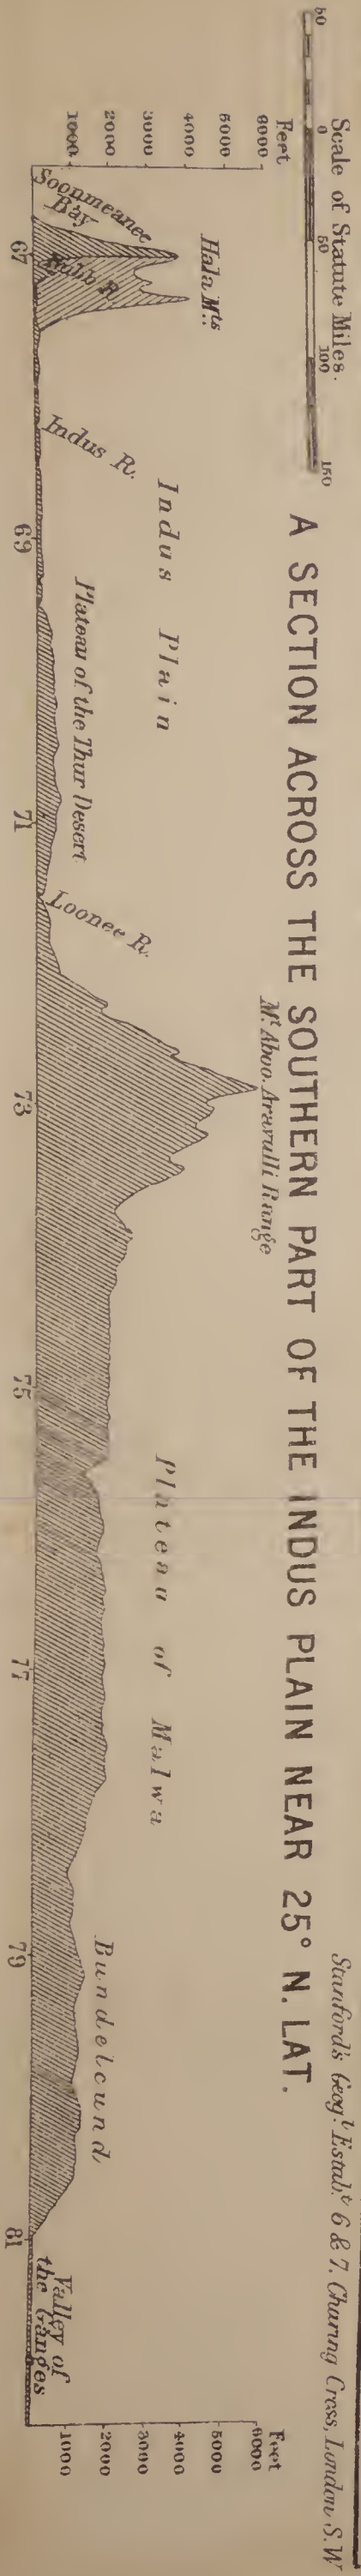 Stanford's Geog.l Estab.t 6 & 7. Charing Cross, London S.W
A SECTION ACROSS THE SOUTHERN PART OF THE INDUS PLAIN NEAR 25° N. LAT.
Scale of Statute Miles.
50 0 50 100 150
Feet
6000
5000
4000
3000
2000
1000
Hala Mts.
Soonmeanee
Bay
Hubb R
Indus R.
Indus Plain
Plateau of the Thur Desert
Loonee R.
Mt. Aboo. Aravulli Range
Plateau of Malwa
Bundelcund
Valley of
the Ganges
Feet
6000
5000
4000
3000
2000
1000
67 69 71 73 75 77 79 81